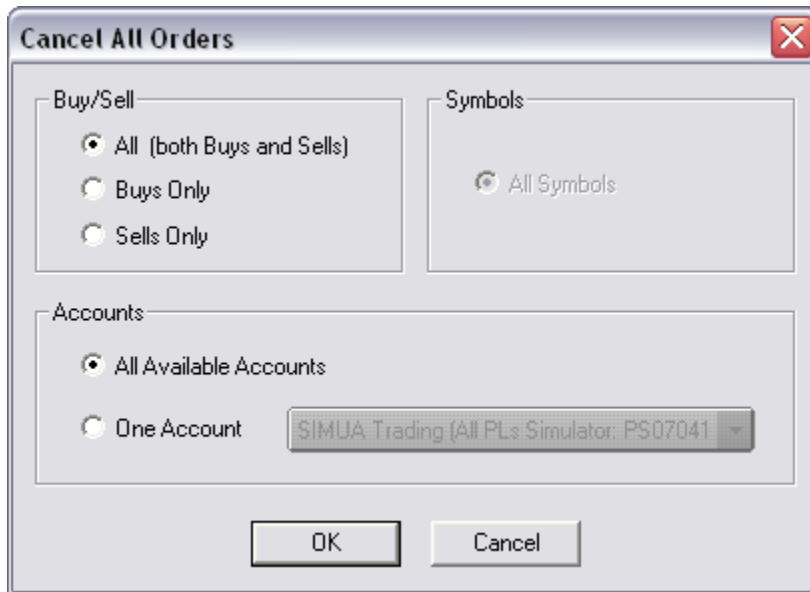 Cancel All Orders
Buy/Sell
All (both Buys and Sells)
Buys Only
Sells Only
Symbols
All Symbols
Accounts
All Available Accounts
One Account
SIMUA Trading (All PLs Simulator: PS07041
OK
Cancel